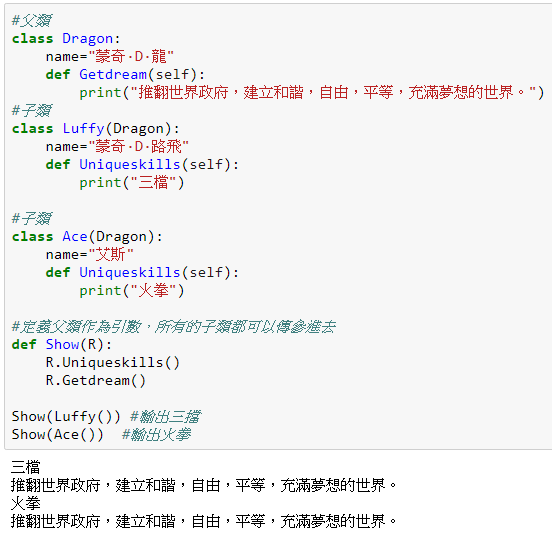 #父類
class Dragon:
    name="蒙奇·D·龍"
    def Getdream(self):
        print("推翻世界政府，建立和諧，自由，平等，充滿夢想的世界。")
#子類
class Luffy(Dragon):
    name="蒙奇·D·路飛"
    def Uniqueskills(self):
        print("三檔")

#子類
class Ace(Dragon):
    name="艾斯"
    def Uniqueskills(self):
        print("火拳")

#定義父類作為引數，所有的子類都可以傳參進去
def Show(R):
    R.Uniqueskills()
    R.Getdream()

Show(Luffy()) #輸出三擋
Show(Ace())  #輸出火拳
三檔
推翻世界政府，建立和諧，自由，平等，充滿夢想的世界。
火拳
推翻世界政府，建立和諧，自由，平等，充滿夢想的世界。